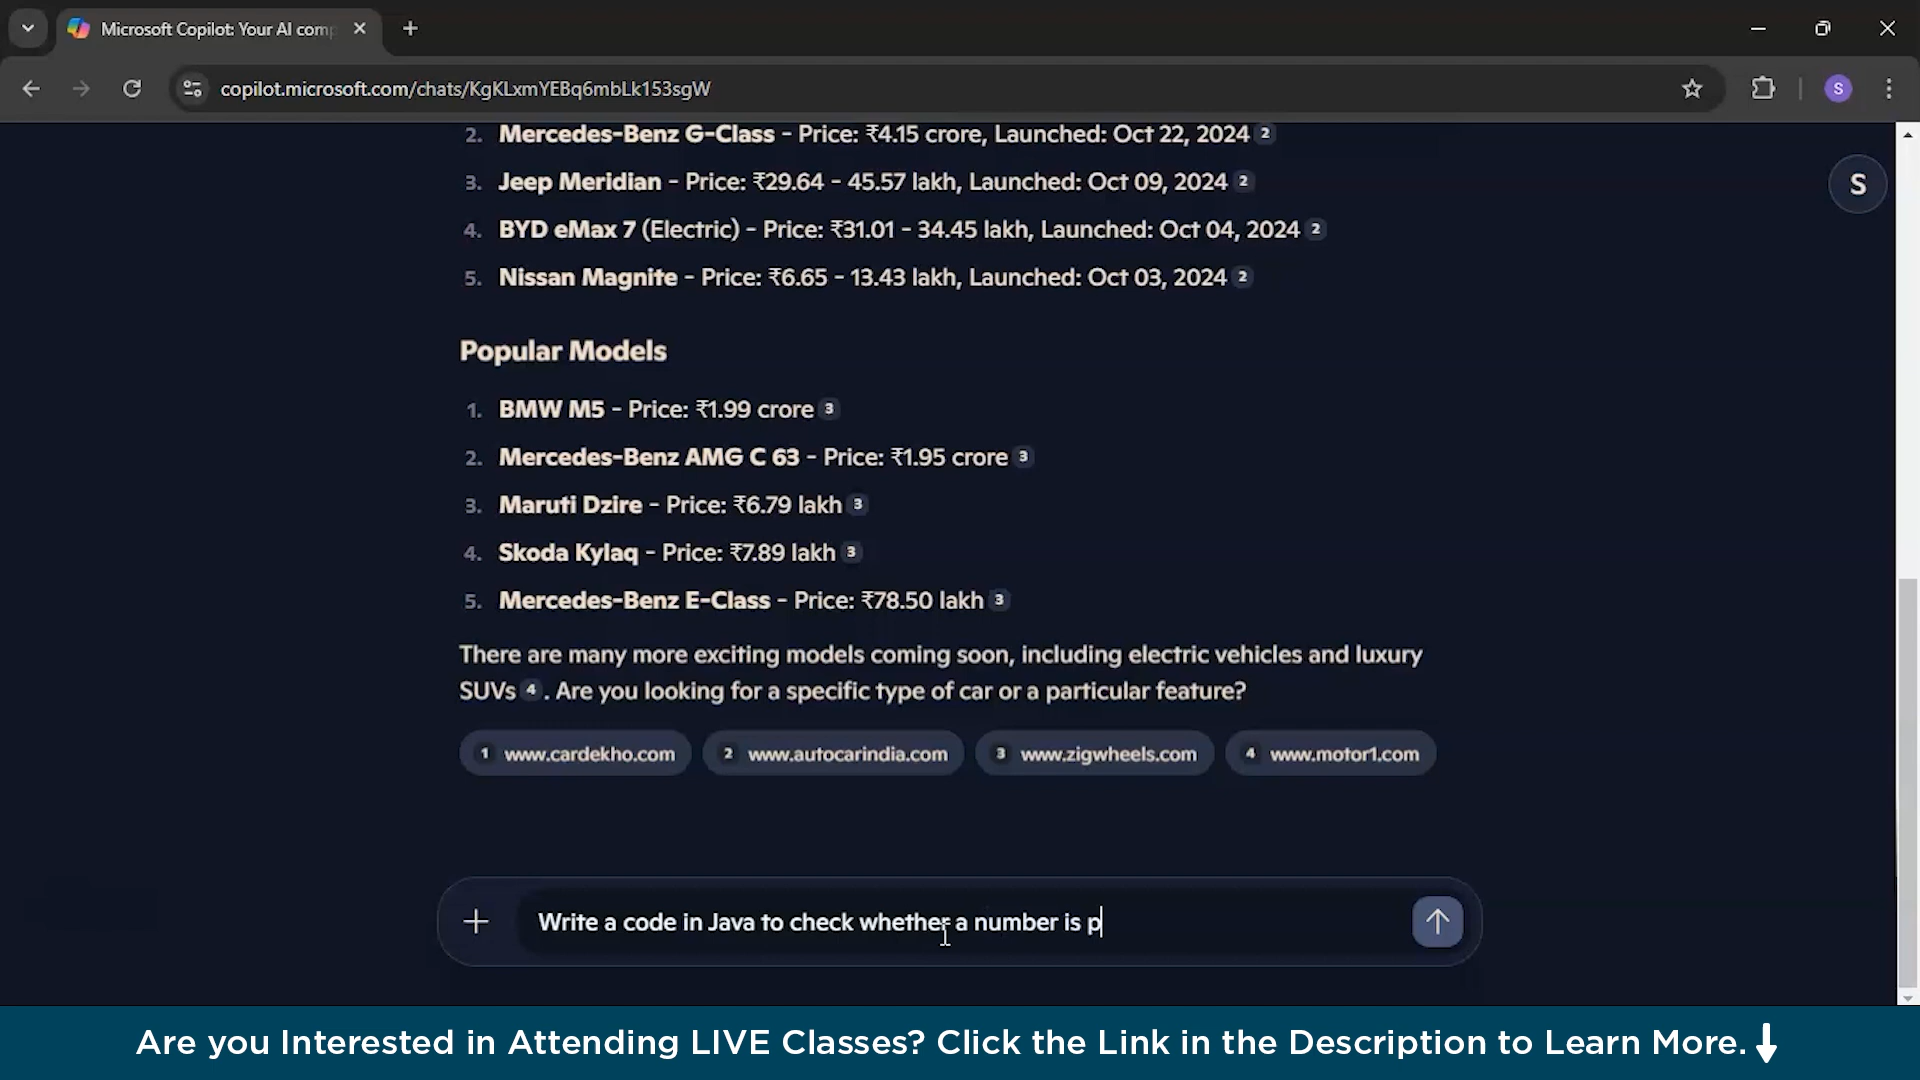 Microsoft Copilot: Your AI comp
copilot.microsoft.com/chats/KgKLxmYEBq6mbLk153sgW
S
2. Mercedes-Benz G-Class - Price: ₹4.15 crore, Launched: Oct 22, 2024 2
S
3. Jeep Meridian - Price: ₹29.64 - 45.57 lakh, Launched: Oct 09, 2024 2
4. BYD eMax 7 (Electric) - Price: ₹31.01 - 34.45 lakh, Launched: Oct 04, 2024 2
5. Nissan Magnite - Price: ₹6.65 - 13.43 lakh, Launched: Oct 03, 2024 2
Popular Models
1. BMW M5 - Price: ₹1.99 crore 3
2. Mercedes-Benz AMG C 63 - Price: ₹1.95 crore 3
3. Maruti Dzire - Price: ₹6.79 lakh 3
4. Skoda Kylaq - Price: ₹7.89 lakh 3
5. Mercedes-Benz E-Class - Price: ₹78.50 lakh 3
There are many more exciting models coming soon, including electric vehicles and luxury
SUVs 4 . Are you looking for a specific type of car or a particular feature?
1 www.cardekho.com 2 www.autocarindia.com 3 www.zigwheels.com 4 www.motor1.com
Write a code in Java to check whether a number is p
Are you Interested in Attending LIVE Classes? Click the Link in the Description to Learn More.